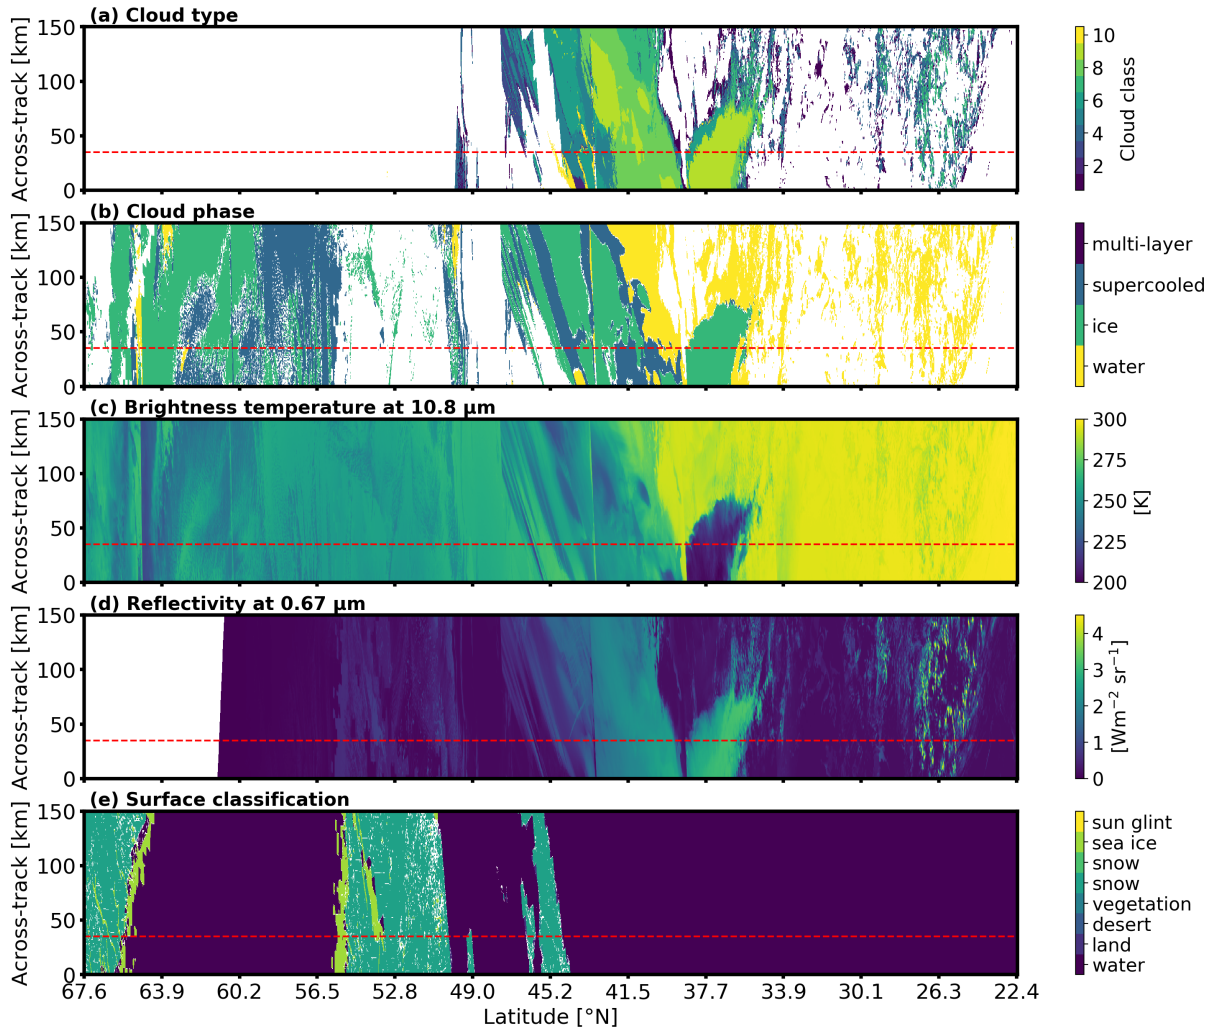 (a) Cloud type
Across-track [km]
150
100
50
0
10
8
6
4
2
Cloud class
(b) Cloud phase
Across-track [km]
150
100
50
0
multi-layer
supercooled
ice
water
(c) Brightness temperature at 10.8 μm
Across-track [km]
150
100
50
0
300
275
250
225
200
[K]
(d) Reflectivity at 0.67 μm
Across-track [km]
150
100
50
0
4
3
2
1
0
[Wm⁻² sr⁻¹]
(e) Surface classification
Across-track [km]
150
100
50
0
sun glint
sea ice
snow
snow
vegetation
desert
land
water
67.6 63.9 60.2 56.5 52.8 49.0 45.2 41.5 37.7 33.9 30.1 26.3 22.4
Latitude [°N]